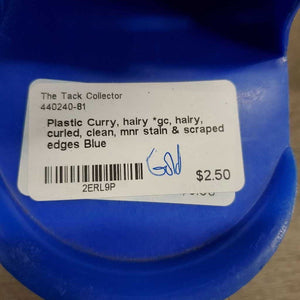 The Tack Collector
440240-81
Plastic Curry, hairy *gc, hairy,
curled, clean, mnr stain & scraped
edges Blue
Gold
$2.50
2ERL9P